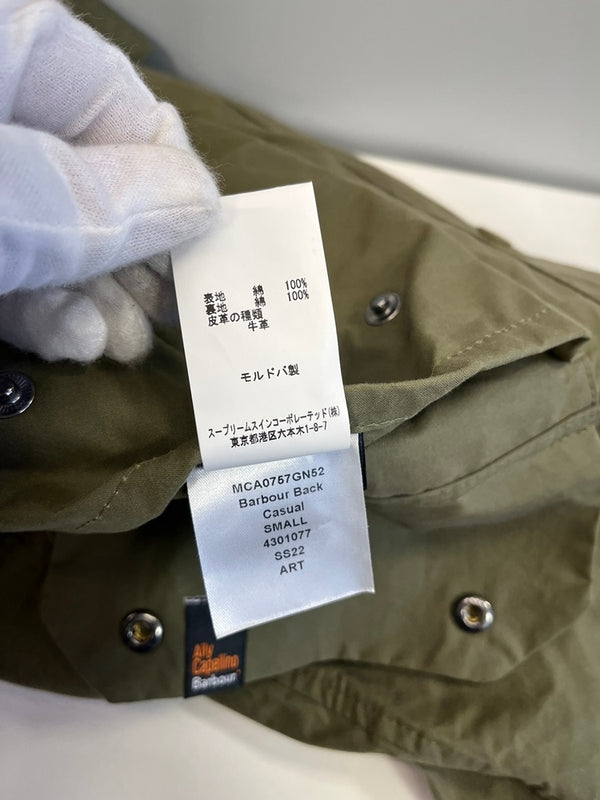 表地 綿 100%
裏地 綿 100%
皮革の種類
牛革
モルドバ製
スープリームスインコーポレーテッド(株)
東京都港区六本木1-8-7
MCA0757GN52
Barbour Back
Casual
SMALL
4301077
SS22
ART
Ally
Capellino
Barbour